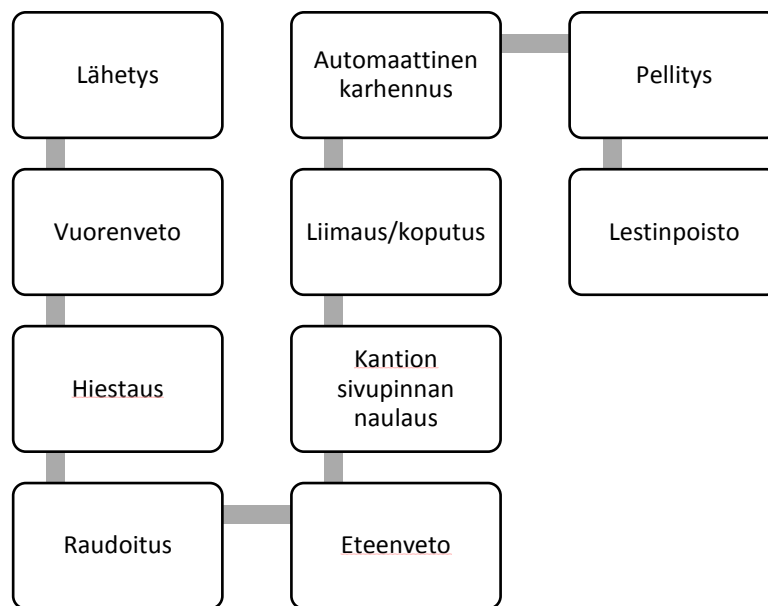 Lähetys
Vuorenveto
Hiestaus
Raudoitus
Eteenveto
Kantion
sivupinnan
naulaus
Liimaus/koputus
Automaattinen
karhennus
Pellitys
Lestinpoisto